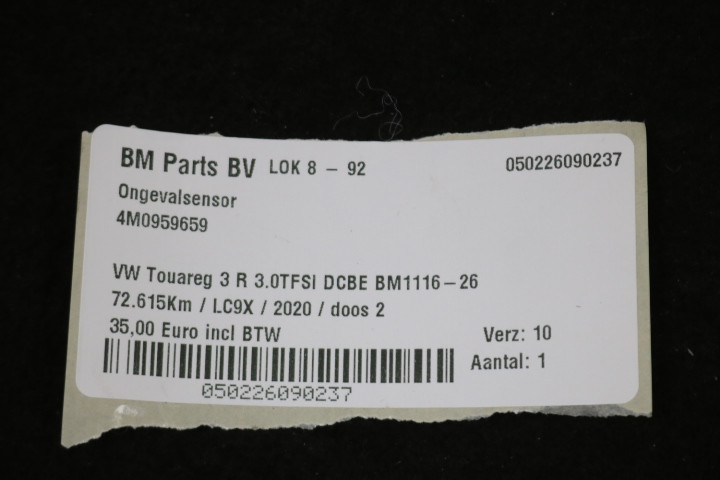 BM Parts BV LOK 8 - 92 050226090237
Ongevalsensor
4M0959659
VW Touareg 3 R 3.0TFSI DCBE BM1116-26
72.615Km / LC9X / 2020 / doos 2
35,00 Euro incl BTW Verz: 10
Aantal: 1
050226090237